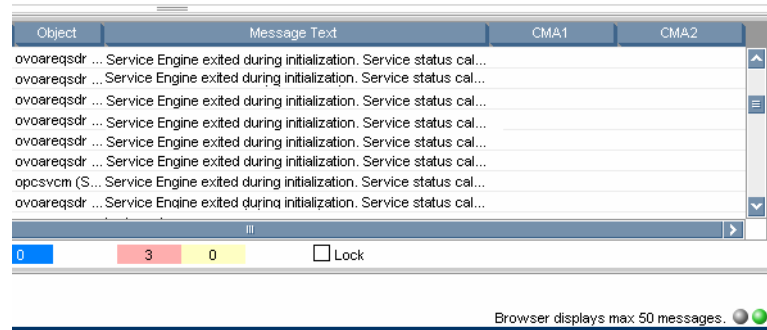 Object Message Text CMA1 CMA2
ovoareqsdr ... Service Engine exited during initialization. Service status cal...
ovoareqsdr ... Service Engine exited during initialization. Service status cal...
ovoareqsdr ... Service Engine exited during initialization. Service status cal...
ovoareqsdr ... Service Engine exited during initialization. Service status cal...
ovoareqsdr ... Service Engine exited during initialization. Service status cal...
ovoareqsdr ... Service Engine exited during initialization. Service status cal...
opcsvcm (S... Service Engine exited during initialization. Service status cal...
ovoareqsdr ... Service Engine exited during initialization. Service status cal...
0 3 0 Lock
Browser displays max 50 messages.